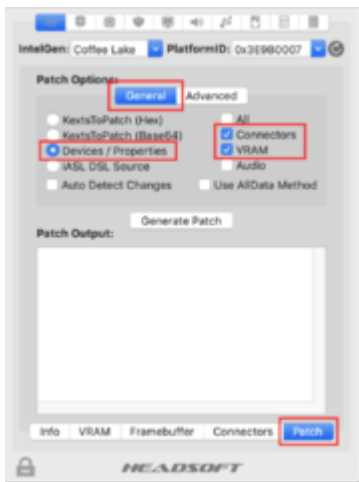 IntelGen: Coffee Lake PlatformID: 0x3E9B0007
Patch Options:
General Advanced
KextsToPatch (Hex) All
KextsToPatch (Base64) Connectors
Devices / Properties VRAM
iASL DSL Source Audio
Auto Detect Changes Use AllData Method
Generate Patch
Patch Output:
Info VRAM Framebuffer Connectors Patch
HEADSOFT